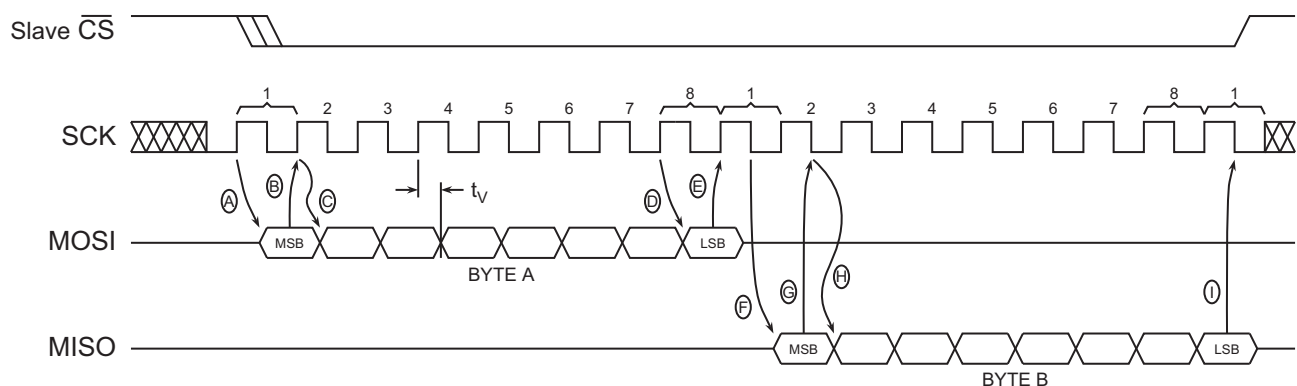 Slave CS
1 2 3 4 5 6 7 8 1 2 3 4 5 6 7 8 1
SCK
A B C tV D E
MOSI MSB LSB
BYTE A
F G H I
MISO MSB LSB
BYTE B